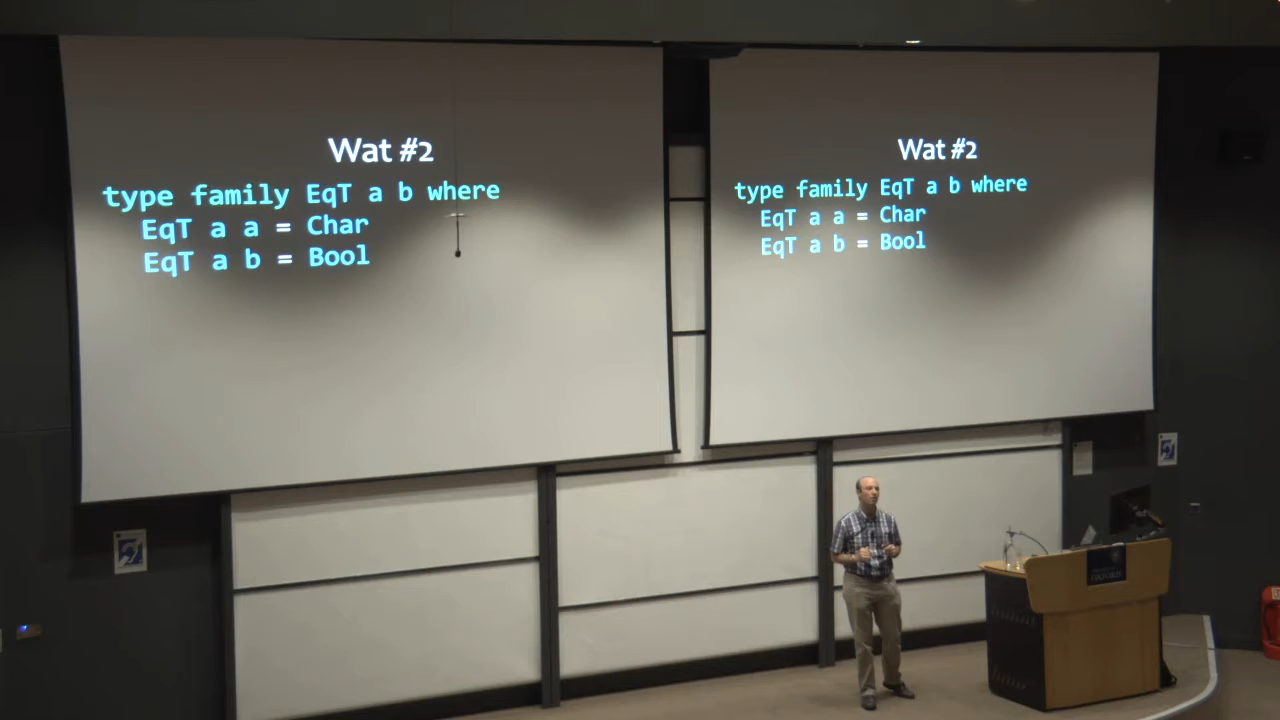 Wat #2
type family EqT a b where
EqT a a = Char
EqT a b = Bool
Wat #2
type family EqT a b where
EqT a a = Char
EqT a b = Bool
OXFORD